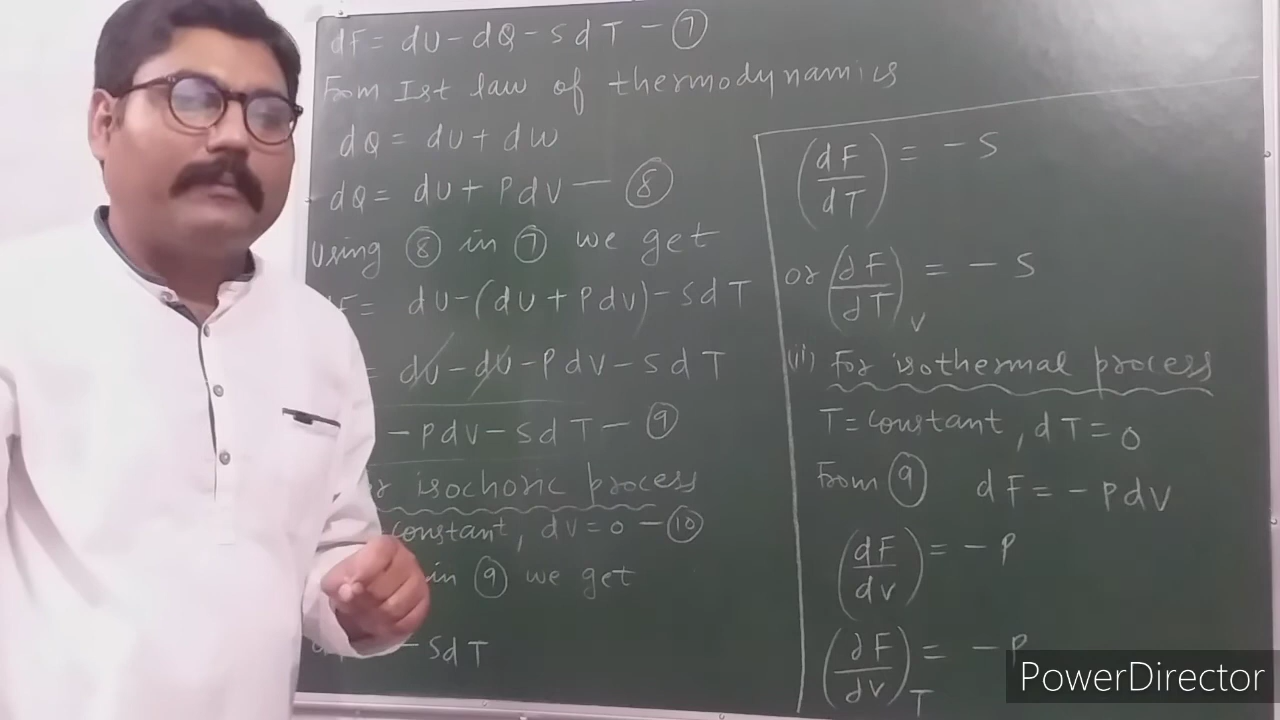 dF = dU - dQ - SdT - ⑦
From Ist law of thermodynamics
dQ = dU + dW
dQ = dU + PdV - ⑧
Using ⑧ in ⑦ we get
dF = dU - (dU + PdV) - SdT
= dU - dU - PdV - SdT
- PdV - SdT - ⑨
isochoric process
constant, dV = 0 - ⑩
in ⑨ we get
- SdT
(dF/dT) = - S
or (∂F/∂T)V = - S
(ii) For isothermal process
T = constant, dT = 0
From ⑨ dF = - PdV
(dF/dV) = - P
(∂F/∂V)T = - P
PowerDirector